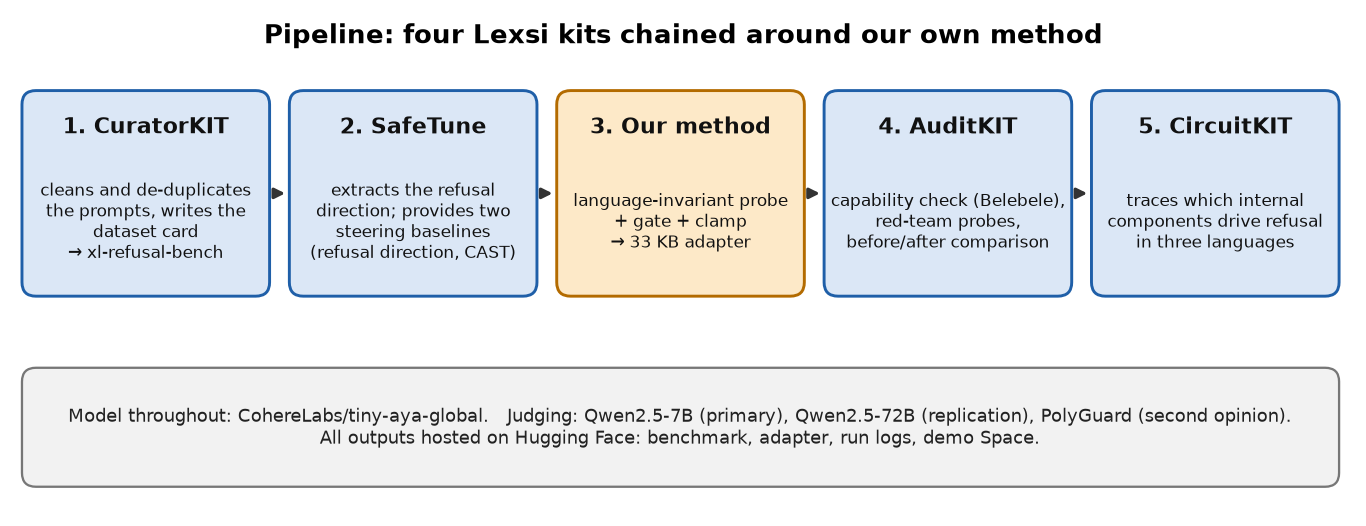 Pipeline: four Lexsi kits chained around our own method
1. CuratorKIT
cleans and de-duplicates
the prompts, writes the
dataset card
→ xl-refusal-bench
2. SafeTune
extracts the refusal
direction; provides two
steering baselines
(refusal direction, CAST)
3. Our method
language-invariant probe
+ gate + clamp
→ 33 KB adapter
4. AuditKIT
capability check (Belebele),
red-team probes,
before/after comparison
5. CircuitKIT
traces which internal
components drive refusal
in three languages
Model throughout: CohereLabs/tiny-aya-global.   Judging: Qwen2.5-7B (primary), Qwen2.5-72B (replication), PolyGuard (second opinion).
All outputs hosted on Hugging Face: benchmark, adapter, run logs, demo Space.